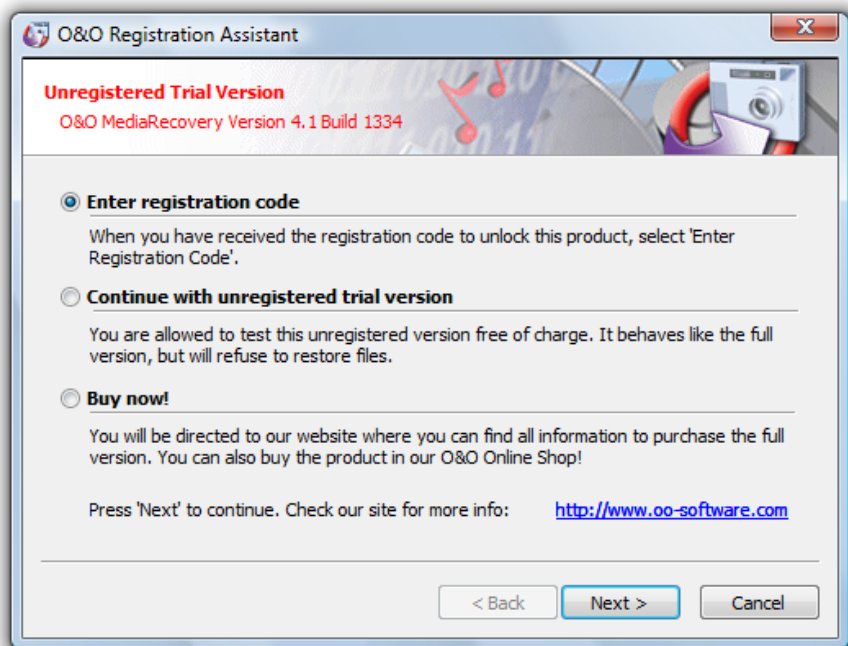 O&O Registration Assistant
Unregistered Trial Version
O&O MediaRecovery Version 4.1 Build 1334
Enter registration code
When you have received the registration code to unlock this product, select 'Enter
Registration Code'.
Continue with unregistered trial version
You are allowed to test this unregistered version free of charge. It behaves like the full
version, but will refuse to restore files.
Buy now!
You will be directed to our website where you can find all information to purchase the full
version. You can also buy the product in our O&O Online Shop!
Press 'Next' to continue. Check our site for more info: http://www.oo-software.com
< Back Next > Cancel